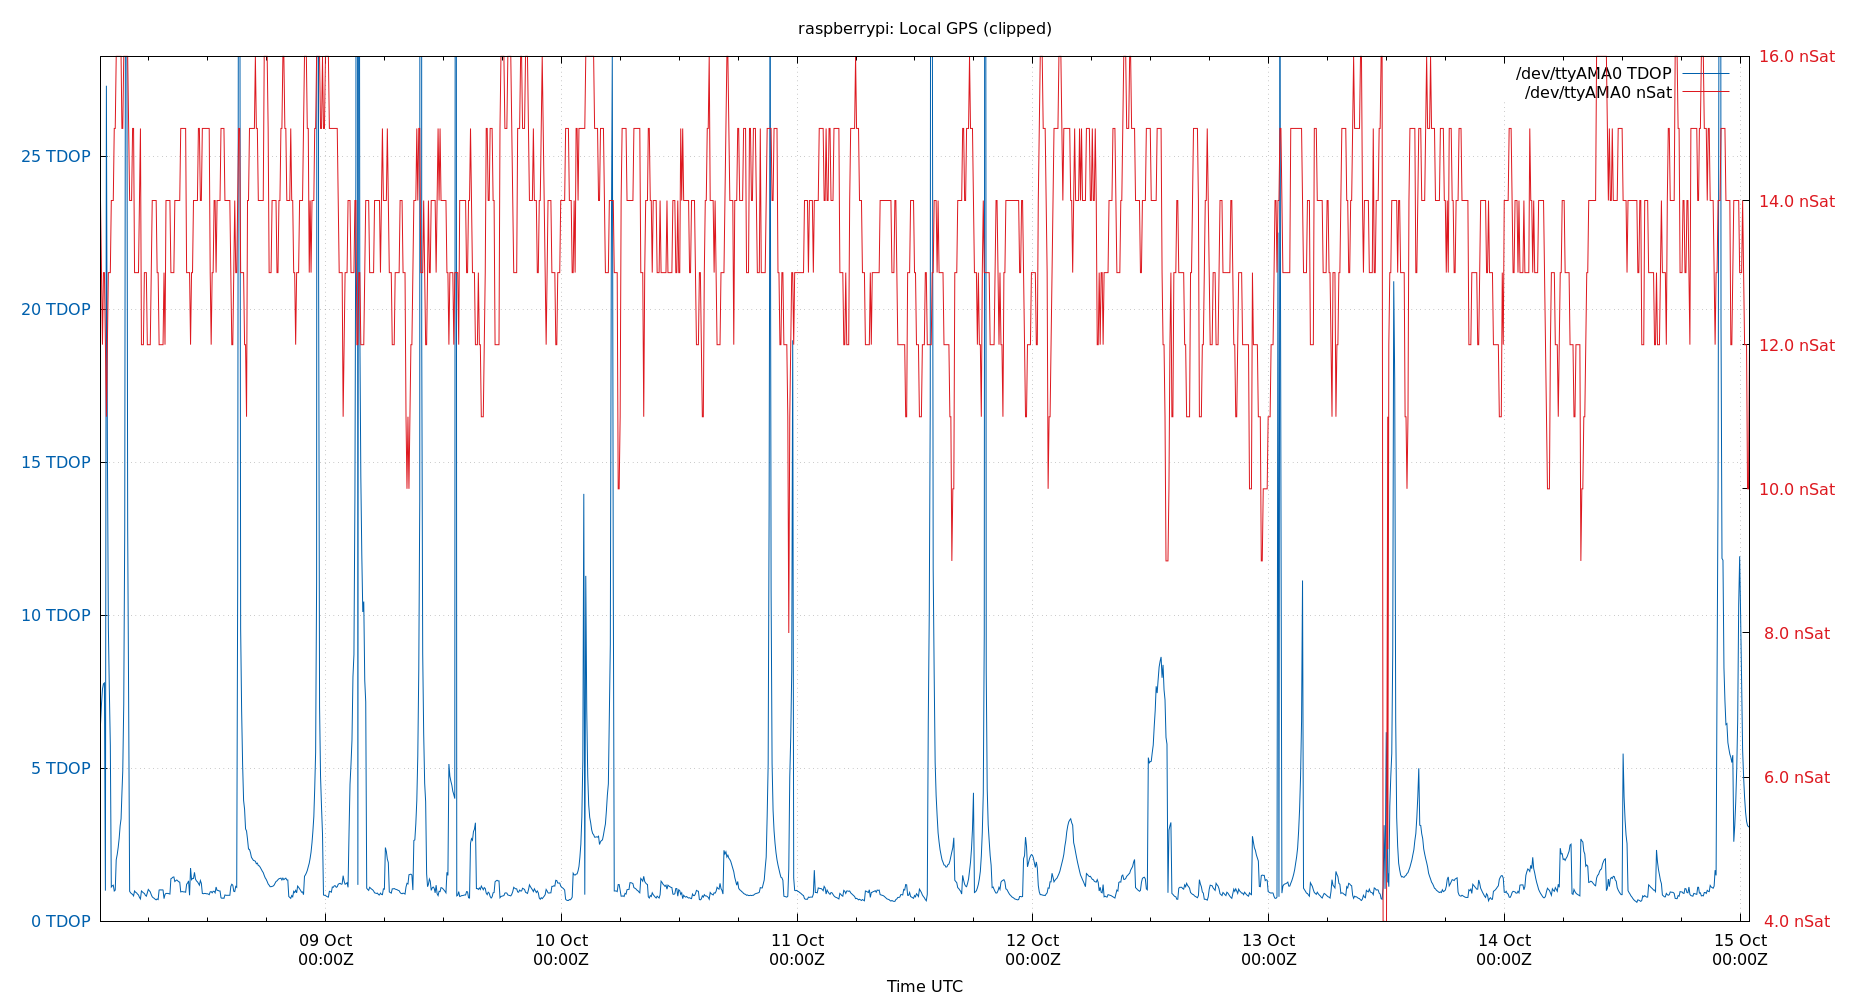 raspberrypi: Local GPS (clipped)
16.0 nSat
/dev/ttyAMA0 TDOP
/dev/ttyAMA0 nSat
25 TDOP
14.0 nSat
20 TDOP
12.0 nSat
15 TDOP
10.0 nSat
10 TDOP
8.0 nSat
5 TDOP
6.0 nSat
0 TDOP
4.0 nSat
09 Oct 10 Oct 11 Oct 12 Oct 13 Oct 14 Oct 15 Oct
00:00Z 00:00Z 00:00Z 00:00Z 00:00Z 00:00Z 00:00Z
Time UTC